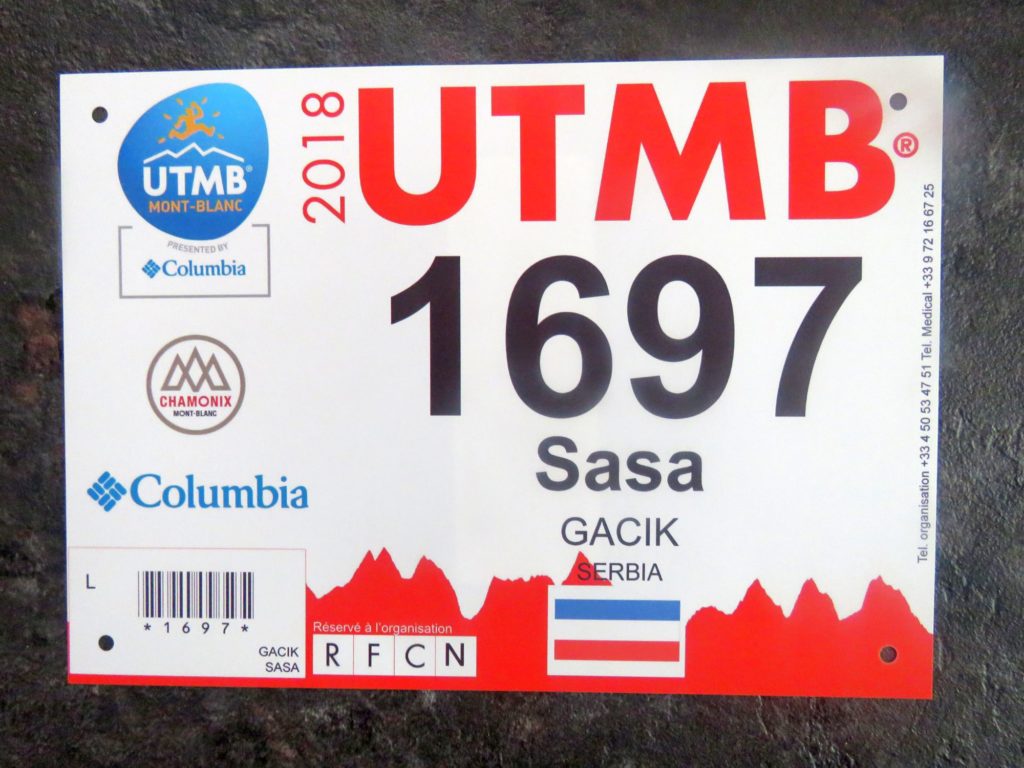 UTMB®
MONT-BLANC
PRESENTED BY
Columbia
2018
UTMB®
1697
CHAMONIX
MONT-BLANC
Columbia
Sasa
GACIK
SERBIA
L
*1697*
GACIK
SASA
Réservé à l'organisation
R F C N
Tel. organisation +33 4 50 53 47 51 Tel. Medical +33 9 72 16 67 25